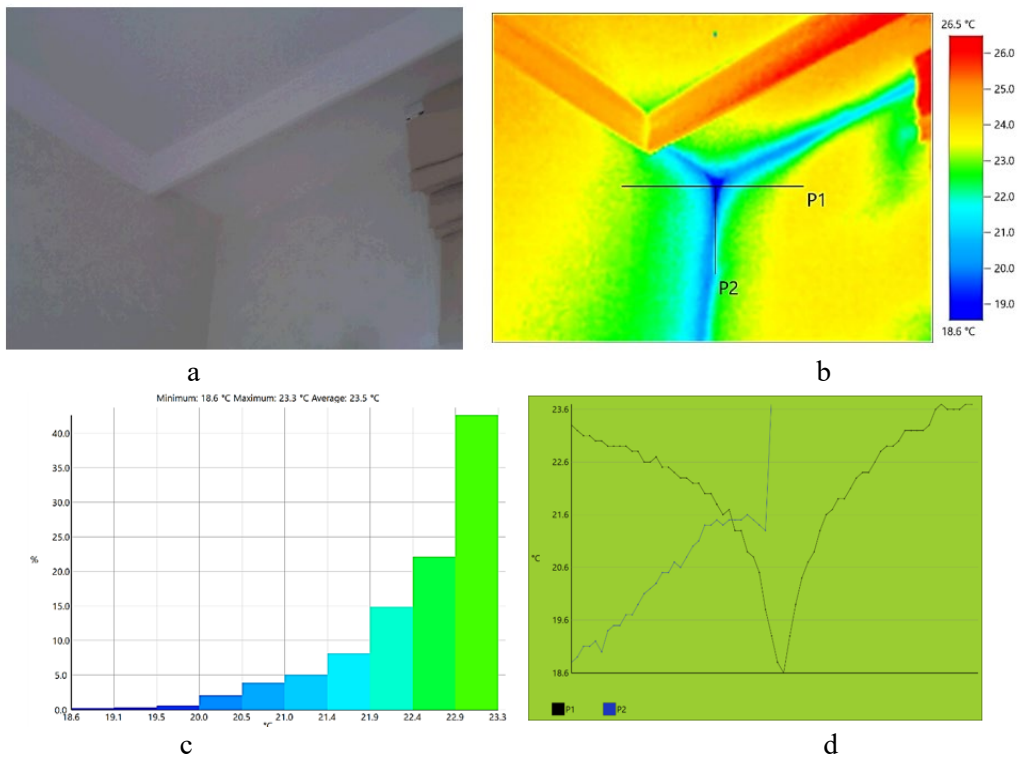 26.5 °C
26.0
25.0
24.0
23.0
22.0
21.0
20.0
19.0
18.6 °C
P1
P2
a
b
Minimum: 18.6 °C Maximum: 23.3 °C Average: 23.5 °C
40.0
35.0
30.0
25.0
%
20.0
15.0
10.0
5.0
0.0
18.6 19.1 19.5 20.0 20.5 21.0 21.4 21.9 22.4 22.9 23.3
°C
c
23.6
22.6
21.6
°C
20.6
19.6
18.6
P1 P2
d